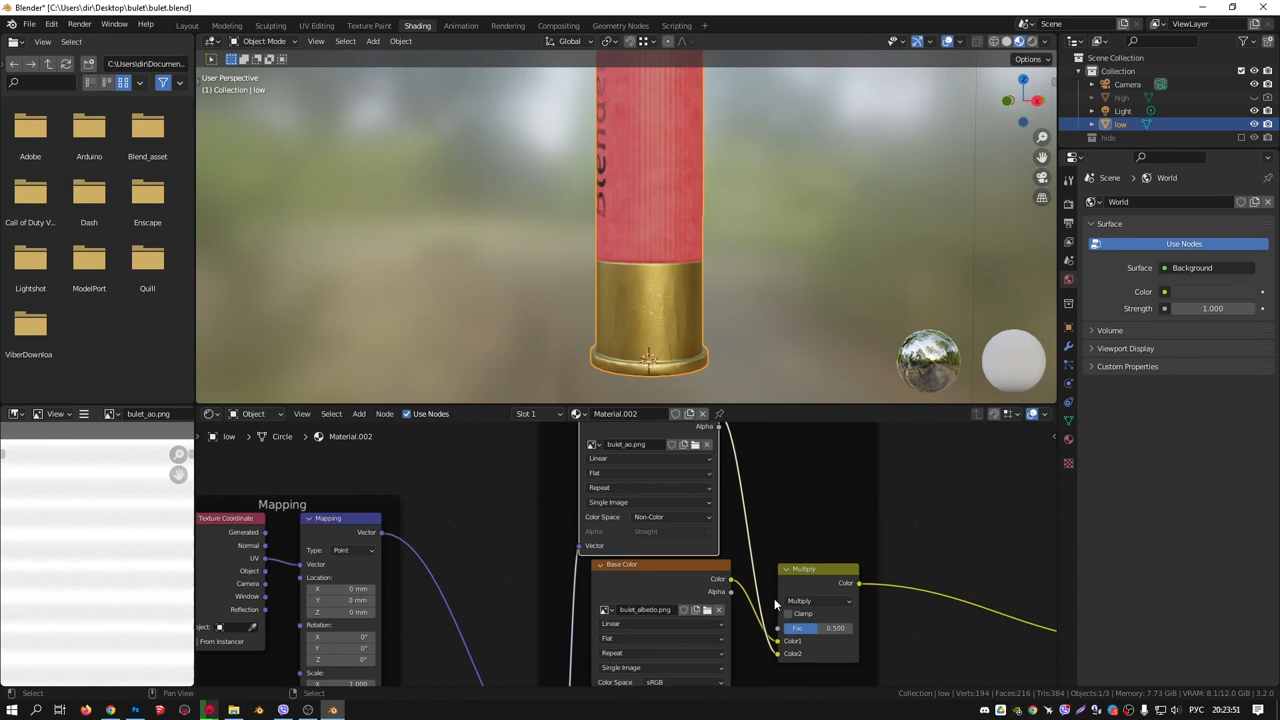 Blender* [C:\Users\dir\Desktop\bulet\bulet.blend]
File Edit Render Window Help
Layout Modeling Sculpting UV Editing Texture Paint Shading Animation Rendering Compositing Geometry Nodes Scripting +
Scene
ViewLayer
View Select
Object Mode View Select Add Object
Global
Options
C:\Users\dir\Documen...
Adobe
Arduino
Blend_asset
Call of Duty V...
Dash
Enscape
Lightshot
ModelPort
Quill
ViberDownloa
User Perspective
(1) Collection | low
Z
X
Scene Collection
Collection
Camera
high
Light
low
hide
Scene
World
World
Surface
Use Nodes
Surface
Background
Color
Strength
1.000
Volume
Viewport Display
Custom Properties
View
bulet_ao.png
Object View Select Add Node Use Nodes
Slot 1
Material.002
low
Circle
Material.002
Mapping
Texture Coordinate
Generated
Normal
UV
Object
Camera
Window
Reflection
bject:
From Instancer
Mapping
Vector
Type: Point
Vector
Location:
X 0 mm
Y 0 mm
Z 0 mm
Rotation:
X 0°
Y 0°
Z 0°
Scale:
X 1.000
Alpha
bulet_ao.png
Linear
Flat
Repeat
Single Image
Color Space Non-Color
Alpha Straight
Vector
Base Color
Color
Alpha
bulet_albedo.png
Linear
Flat
Repeat
Single Image
Color Space sRGB
Multiply
Color
Multiply
Clamp
Fac 0.500
Color1
Color2
Select
Pan View
Select
Collection | low Verts:194 Faces:216 Tris:384 Objects:1/3 Memory: 7.73 GiB VRAM: 8.1/12.0 GiB 3.2.0
РУС 20:23:51